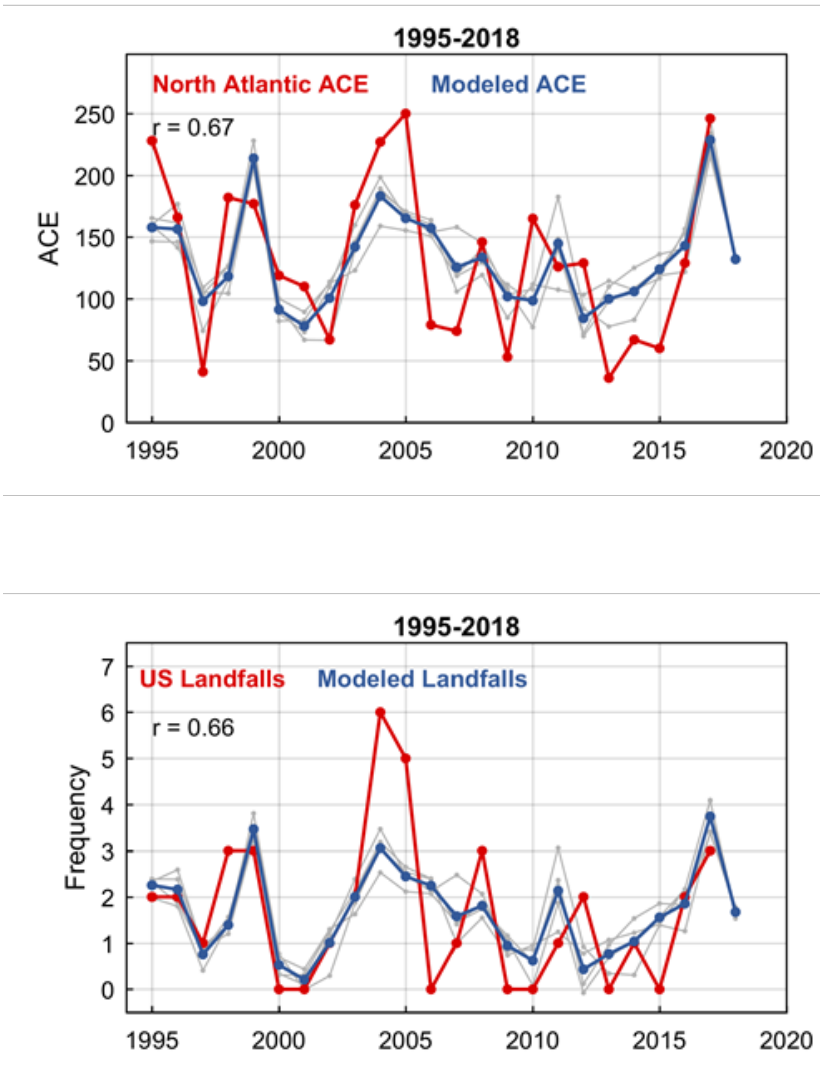 1995-2018
North Atlantic ACE Modeled ACE
r = 0.67
250
200
150
100
50
0
ACE
1995 2000 2005 2010 2015 2020
1995-2018
US Landfalls Modeled Landfalls
r = 0.66
7
6
5
4
3
2
1
0
Frequency
1995 2000 2005 2010 2015 2020